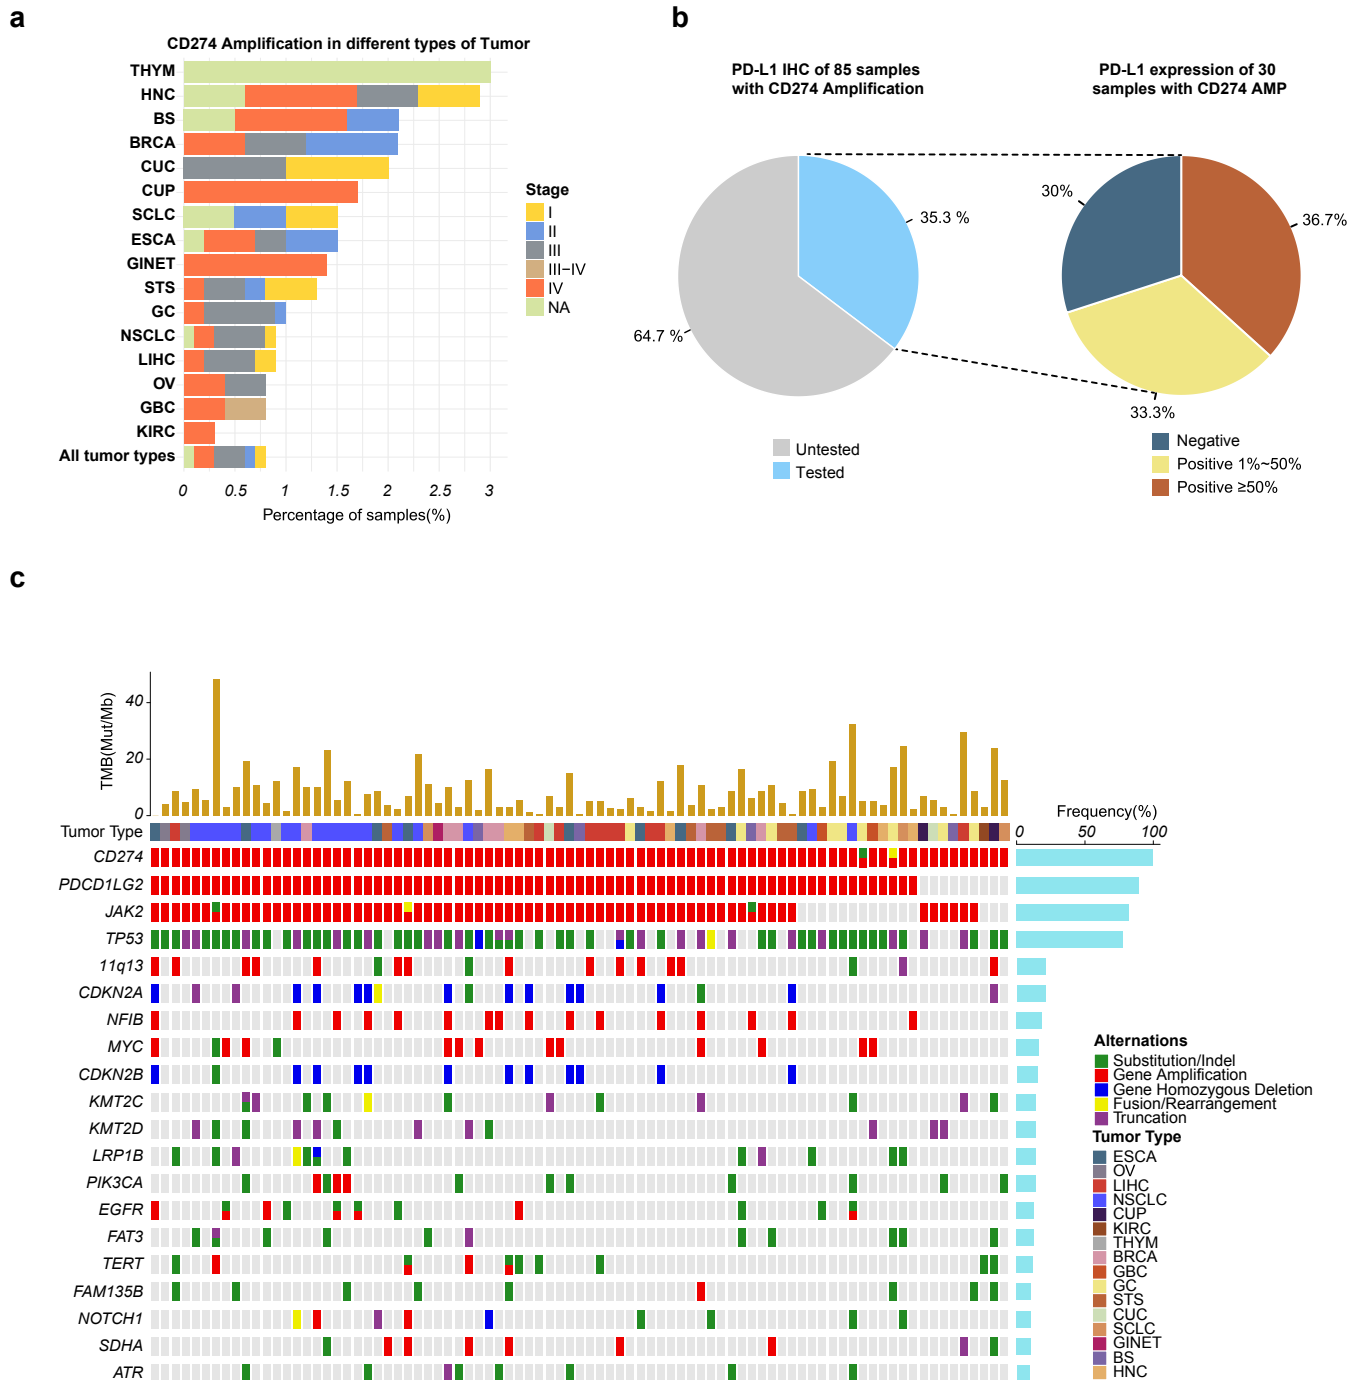 a
CD274 Amplification in different types of Tumor
THYM
HNC
BS
BRCA
CUC
CUP
SCLC
ESCA
GINET
STS
GC
NSCLC
LIHC
OV
GBC
KIRC
All tumor types
0 0.5 1 1.5 2 2.5 3
Percentage of samples(%)
Stage
I
II
III
III−IV
IV
NA
b
PD-L1 IHC of 85 samples
with CD274 Amplification
35.3 %
64.7 %
Untested
Tested
PD-L1 expression of 30
samples with CD274 AMP
30%
36.7%
33.3%
Negative
Positive 1%~50%
Positive ≥50%
c
TMB(Mut/Mb)
40
20
0
Tumor Type
CD274
PDCD1LG2
JAK2
TP53
11q13
CDKN2A
NFIB
MYC
CDKN2B
KMT2C
KMT2D
LRP1B
PIK3CA
EGFR
FAT3
TERT
FAM135B
NOTCH1
SDHA
ATR
Frequency(%)
0 50 100
Alternations
Substitution/Indel
Gene Amplification
Gene Homozygous Deletion
Fusion/Rearrangement
Truncation
Tumor Type
ESCA
OV
LIHC
NSCLC
CUP
KIRC
THYM
BRCA
GBC
GC
STS
CUC
SCLC
GINET
BS
HNC